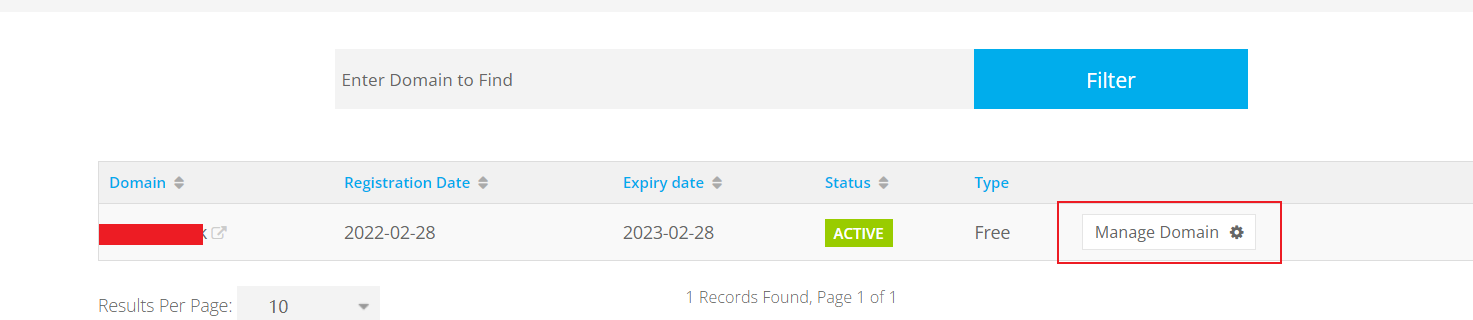 Enter Domain to Find Filter
Domain Registration Date Expiry date Status Type
2022-02-28 2023-02-28 ACTIVE Free Manage Domain
Results Per Page: 10 1 Records Found, Page 1 of 1